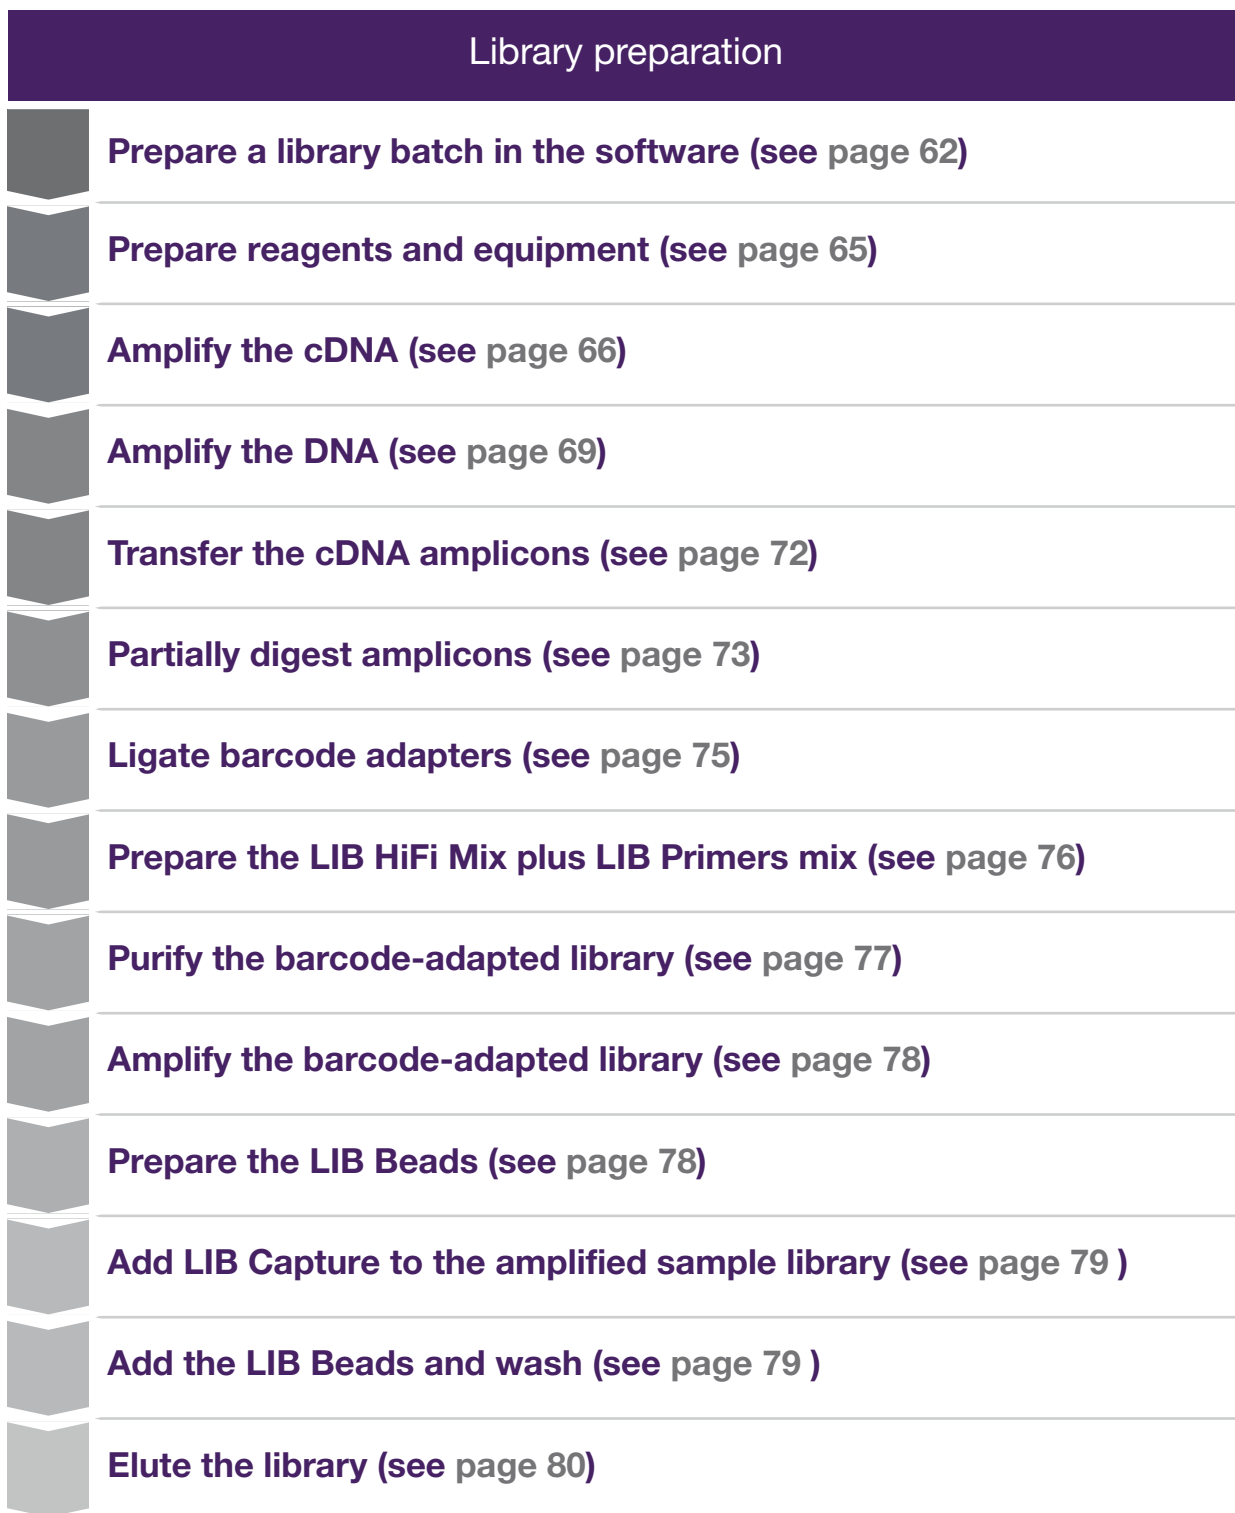 Library preparation
Prepare a library batch in the software (see page 62)
Prepare reagents and equipment (see page 65)
Amplify the cDNA (see page 66)
Amplify the DNA (see page 69)
Transfer the cDNA amplicons (see page 72)
Partially digest amplicons (see page 73)
Ligate barcode adapters (see page 75)
Prepare the LIB HiFi Mix plus LIB Primers mix (see page 76)
Purify the barcode-adapted library (see page 77)
Amplify the barcode-adapted library (see page 78)
Prepare the LIB Beads (see page 78)
Add LIB Capture to the amplified sample library (see page 79 )
Add the LIB Beads and wash (see page 79 )
Elute the library (see page 80)